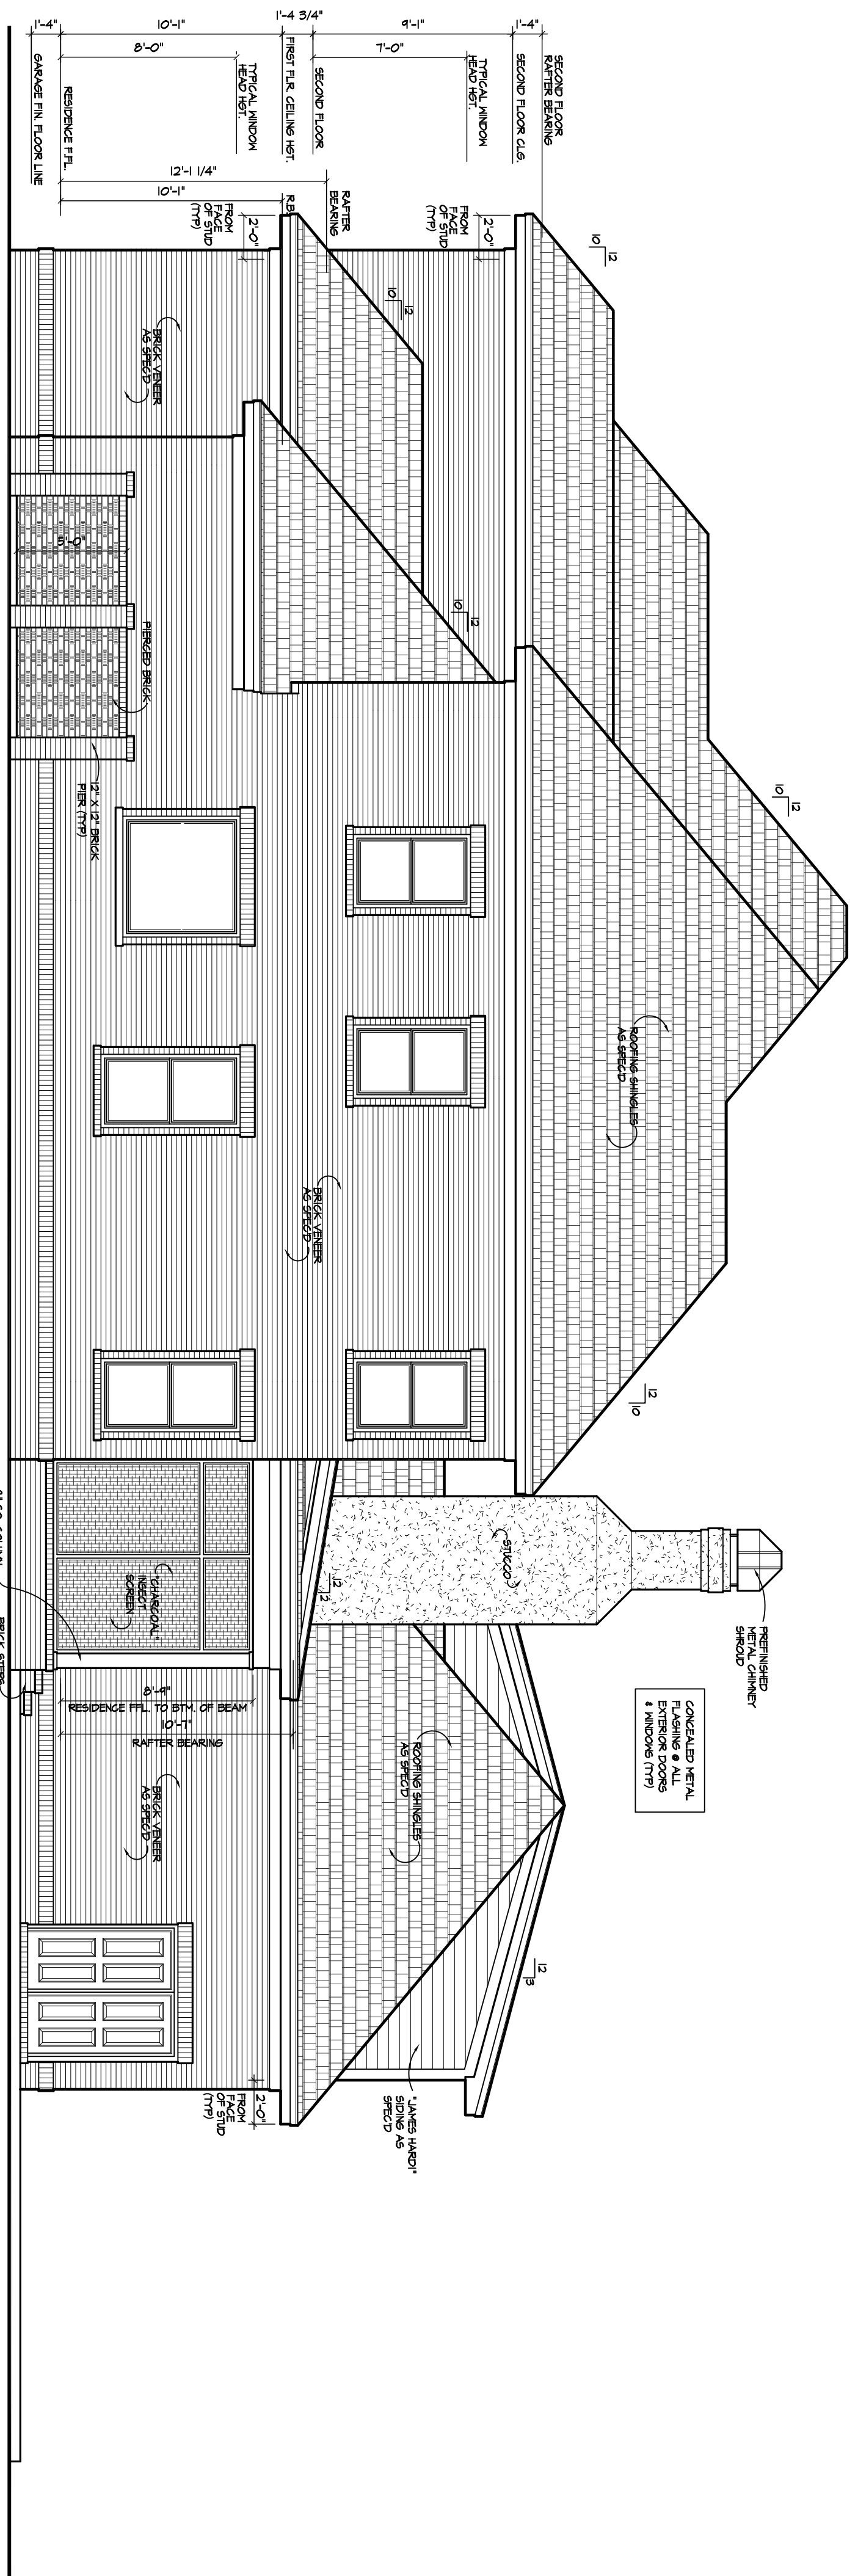 SECOND FLOOR
RAFTER BEARING
1'-4"
SECOND FLOOR CLG.
9'-1"
7'-0"
TYPICAL WINDOW
HEAD HGT.
SECOND FLOOR
1'-4 3/4"
FIRST FLR. CEILING HGT.
10'-1"
8'-0"
TYPICAL WINDOW
HEAD HGT.
RESIDENCE F.FL.
1'-4"
GARAGE FIN. FLOOR LINE
RAFTER
BEARING
12'-1 1/4"
10'-1"
R.B.
2'-0"
FROM
FACE
OF STUD
(TYP)
2'-0"
FROM
FACE
OF STUD
(TYP)
12
10
12
10
12
10
12
10
BRICK VENEER
AS SPEC'D
5'-0"
PIERCED BRICK
12" X 12" BRICK
PIER (TYP)
ROOFING SHINGLES
AS SPEC'D
BRICK VENEER
AS SPEC'D
12
10
STUCCO
12
2
"CHARCOAL"
INSECT
SCREEN
PREFINISHED
METAL CHIMNEY
SHROUD
CONCEALED METAL
FLASHING @ ALL
EXTERIOR DOORS
& WINDOWS (TYP)
BRICK STEPS
8'-9"
RESIDENCE FFL. TO BTM. OF BEAM
10'-7"
RAFTER BEARING
ROOFING SHINGLES
AS SPEC'D
BRICK VENEER
AS SPEC'D
12
3
"JAMES HARDI"
SIDING AS
SPEC'D
2'-0"
FROM
FACE
OF STUD
(TYP)